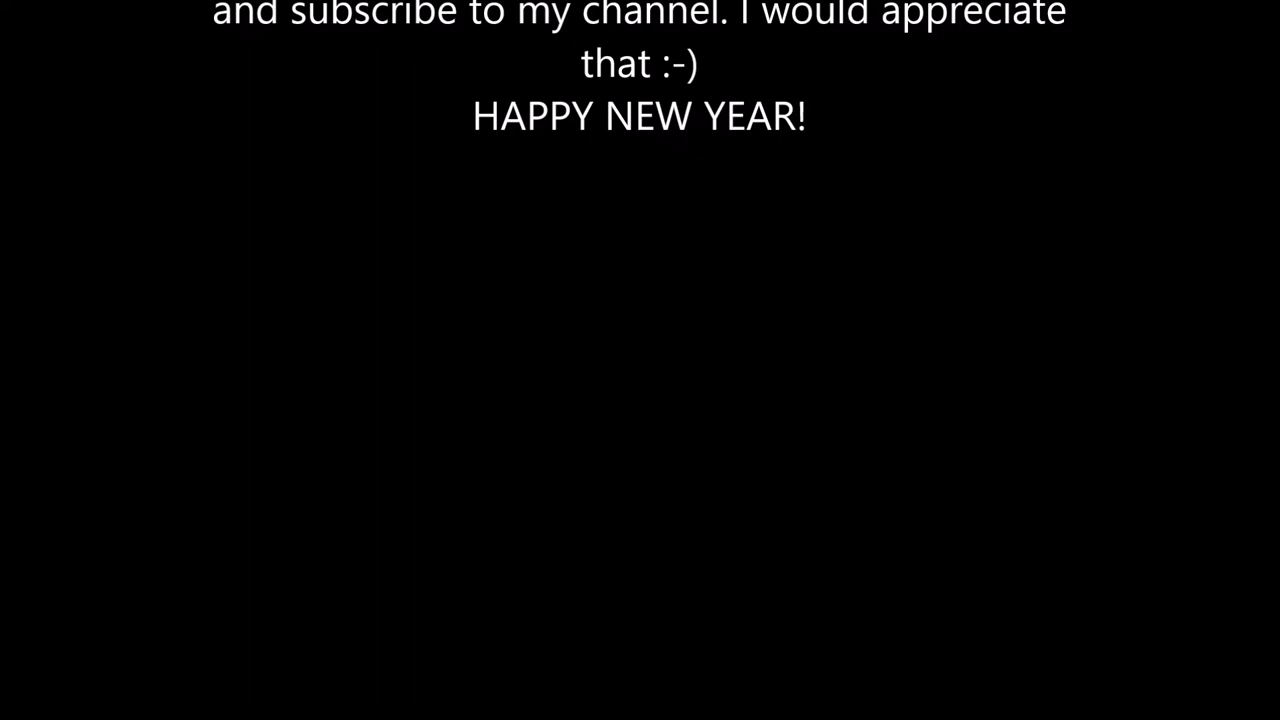 and subscribe to my channel. I would appreciate
that :-)
HAPPY NEW YEAR!